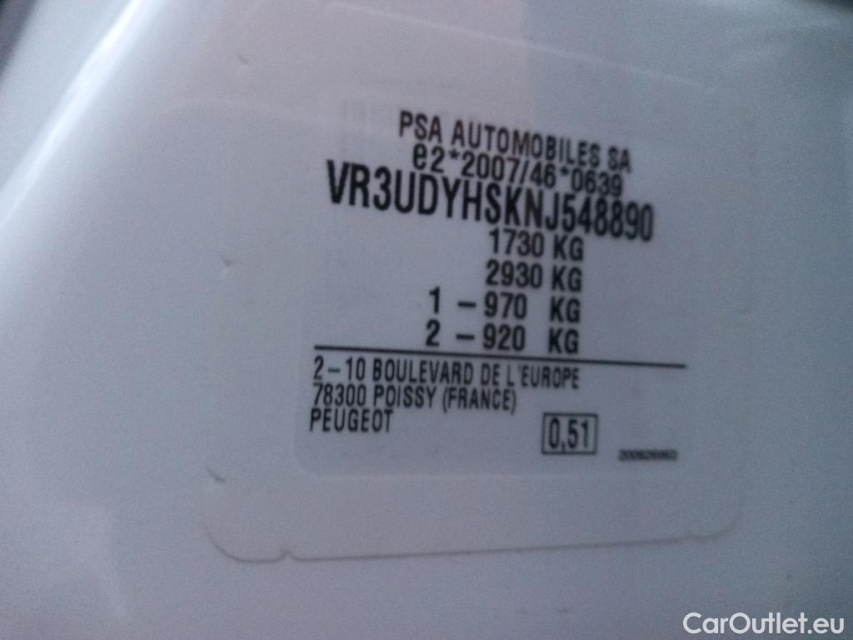 PSA AUTOMOBILES SA
e2*2007/46*0639
VR3UDYHSKNJ548890
1730 KG
2930 KG
1 – 970 KG
2 – 920 KG
2–10 BOULEVARD DE L'EUROPE
78300 POISSY (FRANCE)
PEUGEOT
0,51
CarOutlet.eu